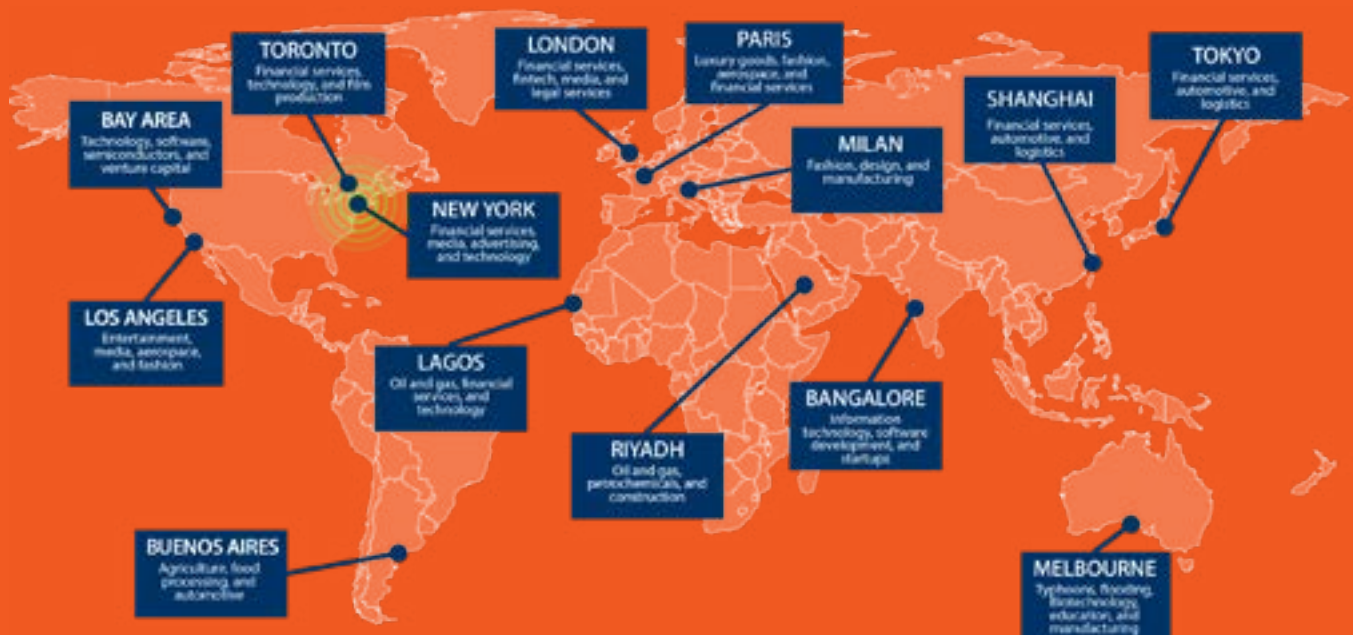 TORONTO
Financial services,
technology, and film
production
LONDON
Financial services,
fintech, media, and
legal services
PARIS
Luxury goods, fashion,
aerospace, and
financial services
TOKYO
Financial services,
automotive, and
logistics
SHANGHAI
Financial services,
automotive, and
logistics
BAY AREA
Technology, software,
semiconductors, and
venture capital
MILAN
Fashion, design, and
manufacturing
NEW YORK
Financial services,
media, advertising,
and technology
LOS ANGELES
Entertainment,
media, aerospace,
and fashion
LAGOS
Oil and gas, financial
services, and
technology
BANGALORE
Information
technology, software
development, and
startups
RIYADH
Oil and gas,
petrochemicals, and
construction
BUENOS AIRES
Agriculture, food
processing, and
automotive
MELBOURNE
Typhoons, flooding,
Biotechnology,
education, and
manufacturing